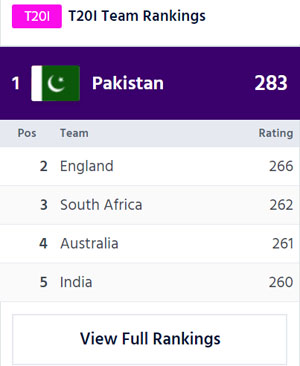 T20I T20I Team Rankings
1 Pakistan 283
Pos Team Rating
2 England 266
3 South Africa 262
4 Australia 261
5 India 260
View Full Rankings